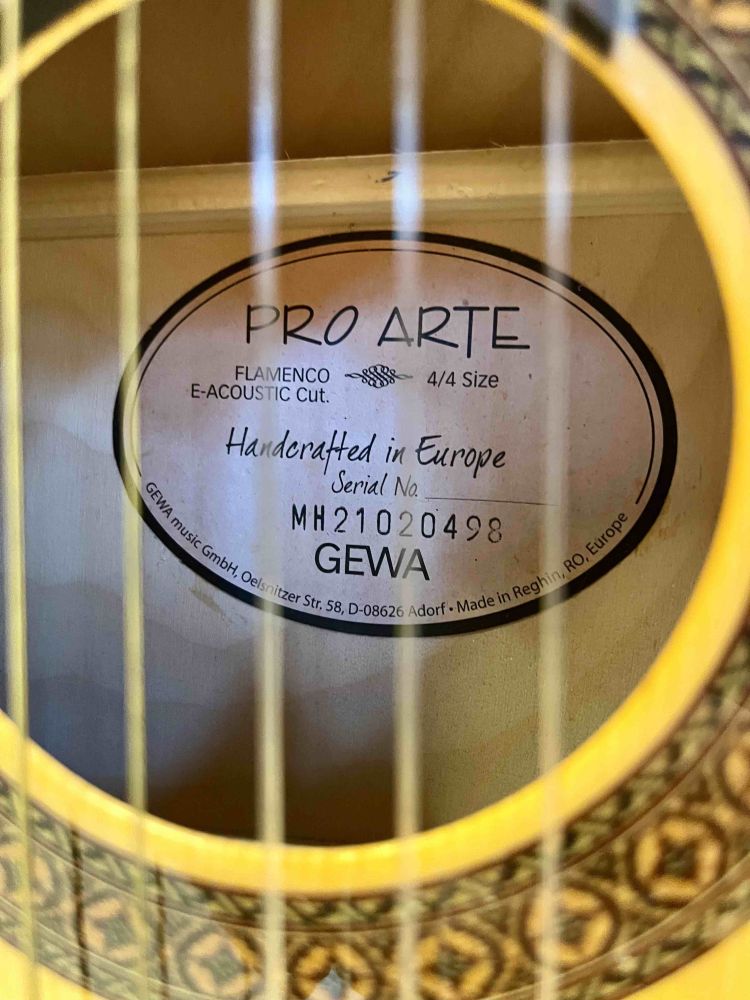 PRO ARTE
FLAMENCO
E-ACOUSTIC Cut.
4/4 Size
Handcrafted in Europe
Serial No.
MH21020498
GEWA
GEWA music GmbH, Oelsnitzer Str. 58, D-08626 Adorf • Made in Reghin, RO, Europe